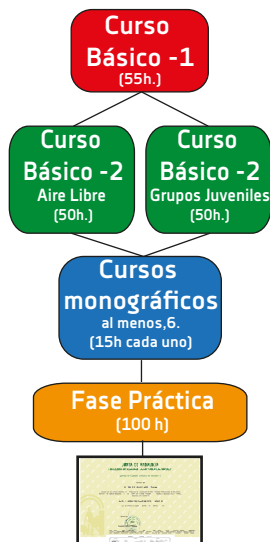 Curso
Básico -1
(55h.)
Curso
Básico -2
Aire Libre
(50h.)
Curso
Básico -2
Grupos Juveniles
(50h.)
Cursos
monográficos
al menos,6.
(15h cada uno)
Fase Práctica
(100 h)
JUNTA DE ANDALUCIA